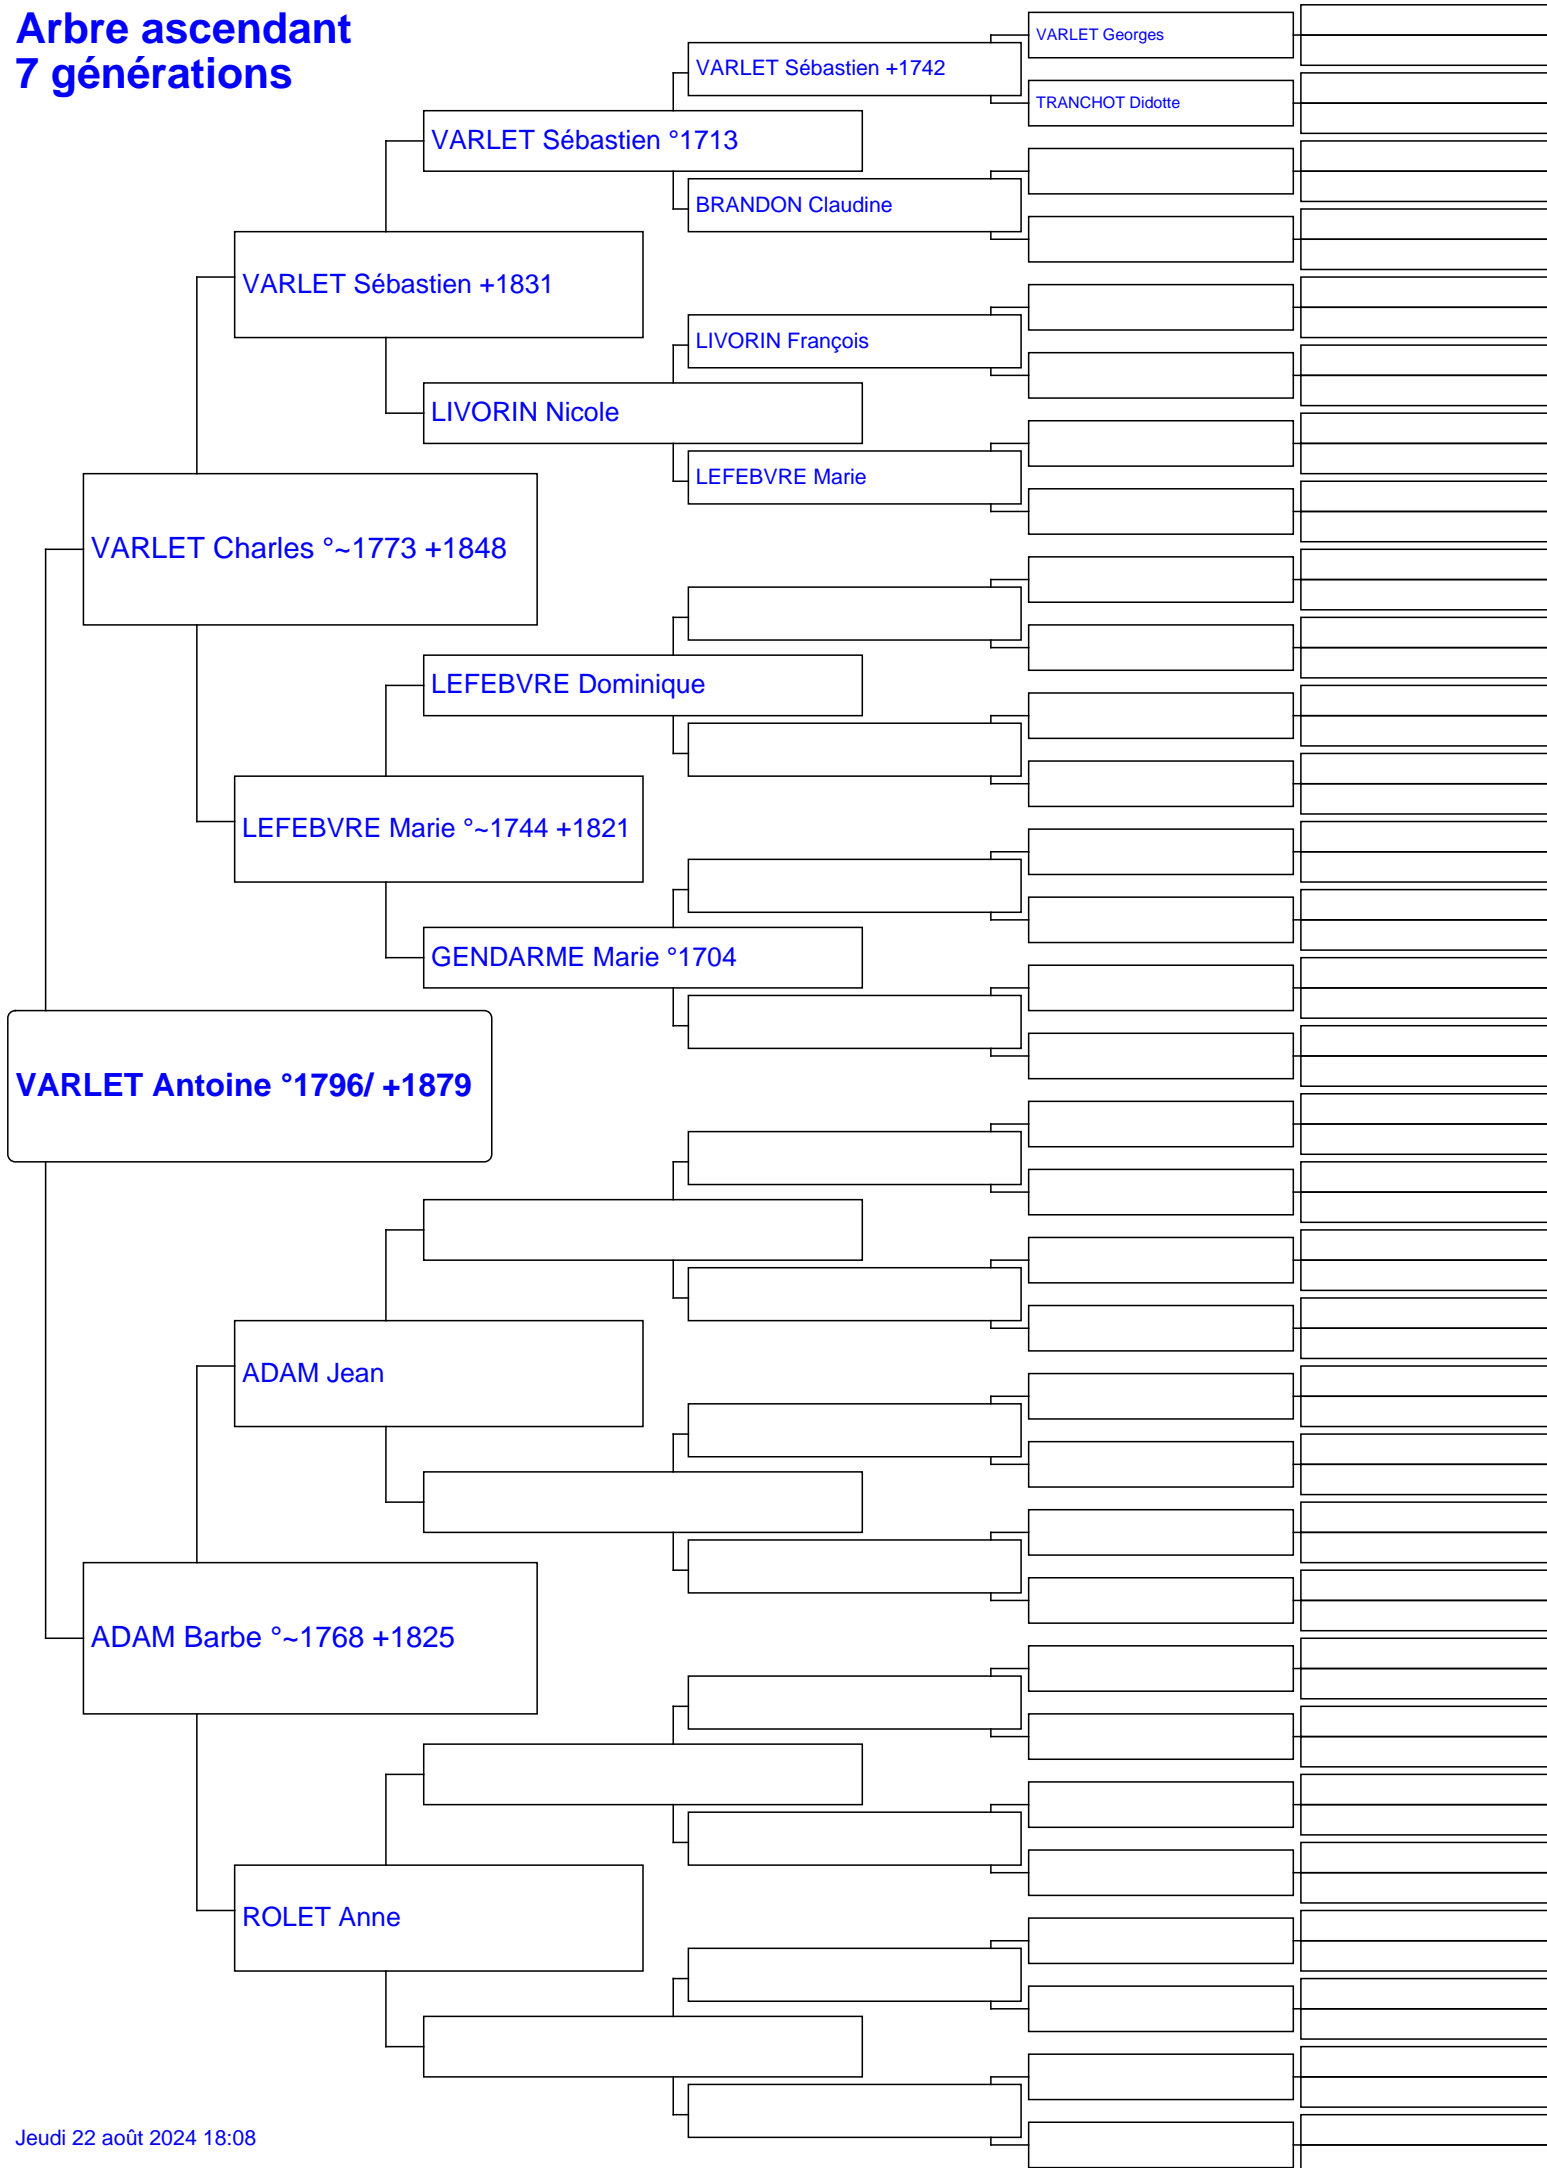 Arbre ascendant
7 générations
VARLET Georges
VARLET Sébastien +1742
TRANCHOT Didotte
VARLET Sébastien °1713
BRANDON Claudine
VARLET Sébastien +1831
LIVORIN François
LIVORIN Nicole
LEFEBVRE Marie
VARLET Charles °~1773 +1848
LEFEBVRE Dominique
LEFEBVRE Marie °~1744 +1821
GENDARME Marie °1704
VARLET Antoine °1796/ +1879
ADAM Jean
ADAM Barbe °~1768 +1825
ROLET Anne
Jeudi 22 août 2024 18:08